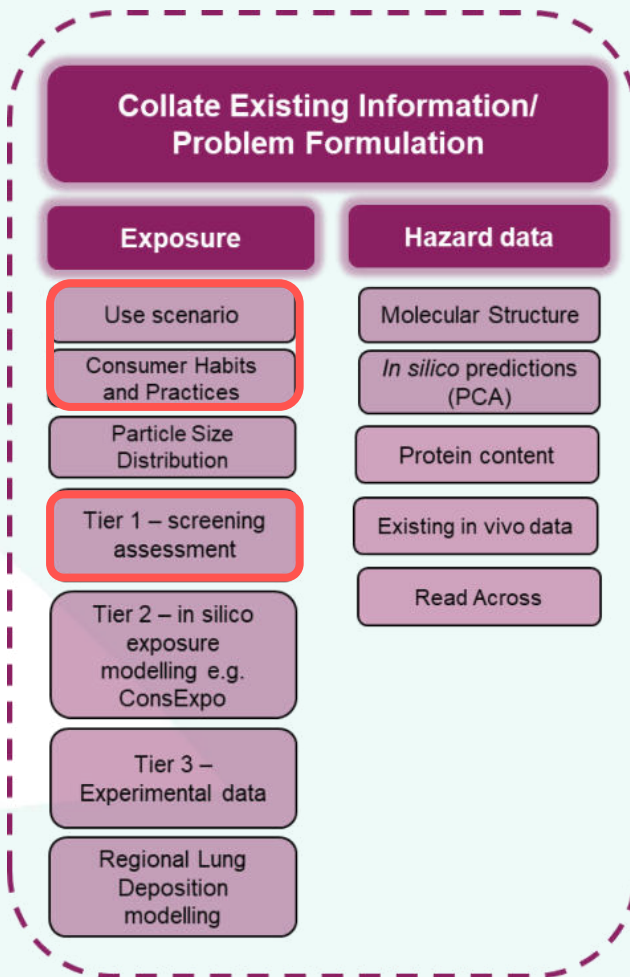 Collate Existing Information/
Problem Formulation
Exposure
Use scenario
Consumer Habits
and Practices
Particle Size
Distribution
Tier 1 – screening
assessment
Tier 2 – in silico
exposure
modelling e.g.
ConsExpo
Tier 3 –
Experimental data
Regional Lung
Deposition
modelling
Hazard data
Molecular Structure
In silico predictions
(PCA)
Protein content
Existing in vivo data
Read Across